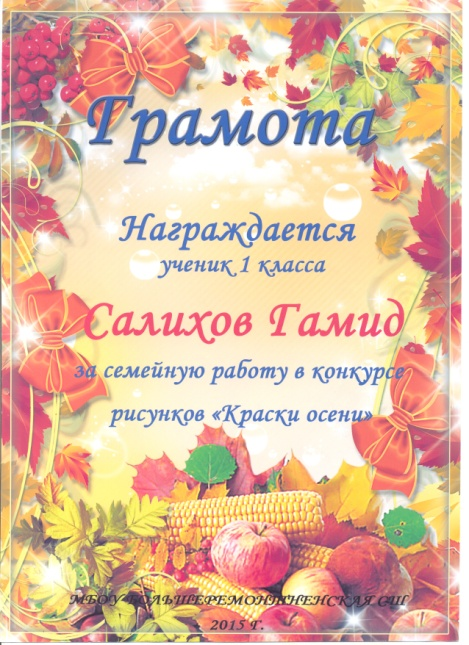 Грамота
Награждается
ученик 1 класса
Салихов Гамид
за семейную работу в конкурсе
рисунков «Краски осени»
МБОУ БОЛЬШЕРЕМОНТНЕНСКАЯ СШ
2015 Г.